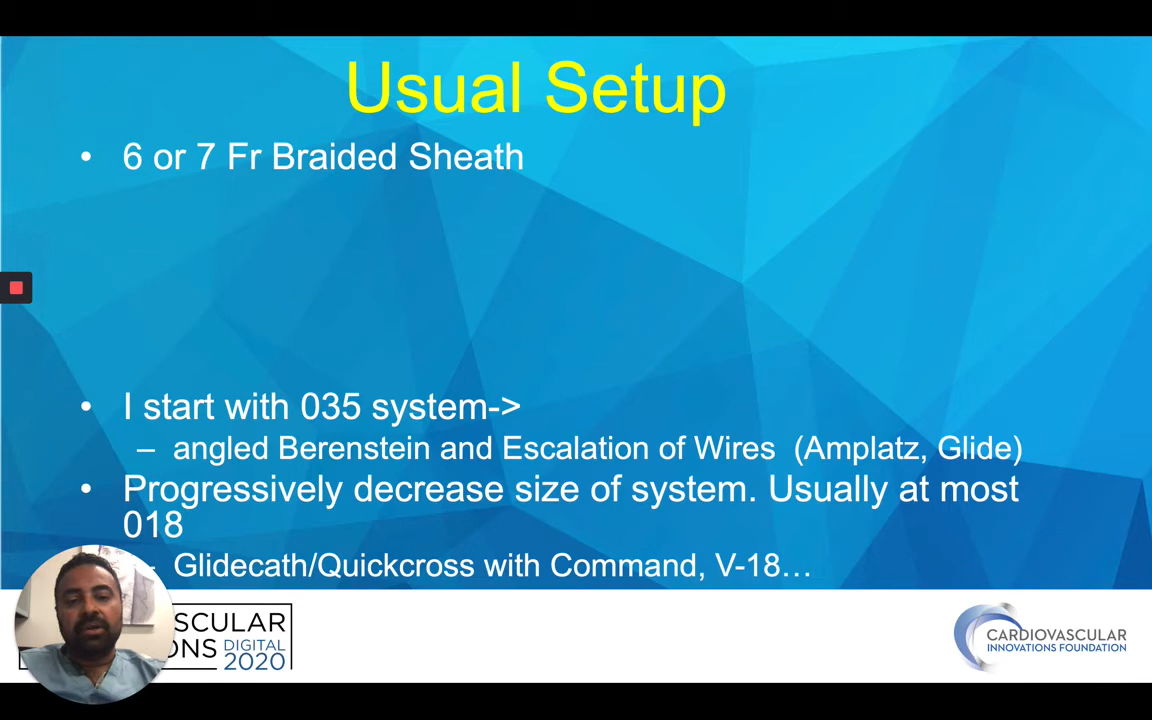 Usual Setup
• 6 or 7 Fr Braided Sheath
• I start with 035 system->
– angled Berenstein and Escalation of Wires (Amplatz, Glide)
• Progressively decrease size of system. Usually at most
018
- Glidecath/Quickcross with Command, V-18…
SCULAR
ONS DIGITAL
2020
CARDIOVASCULAR
INNOVATIONS FOUNDATION